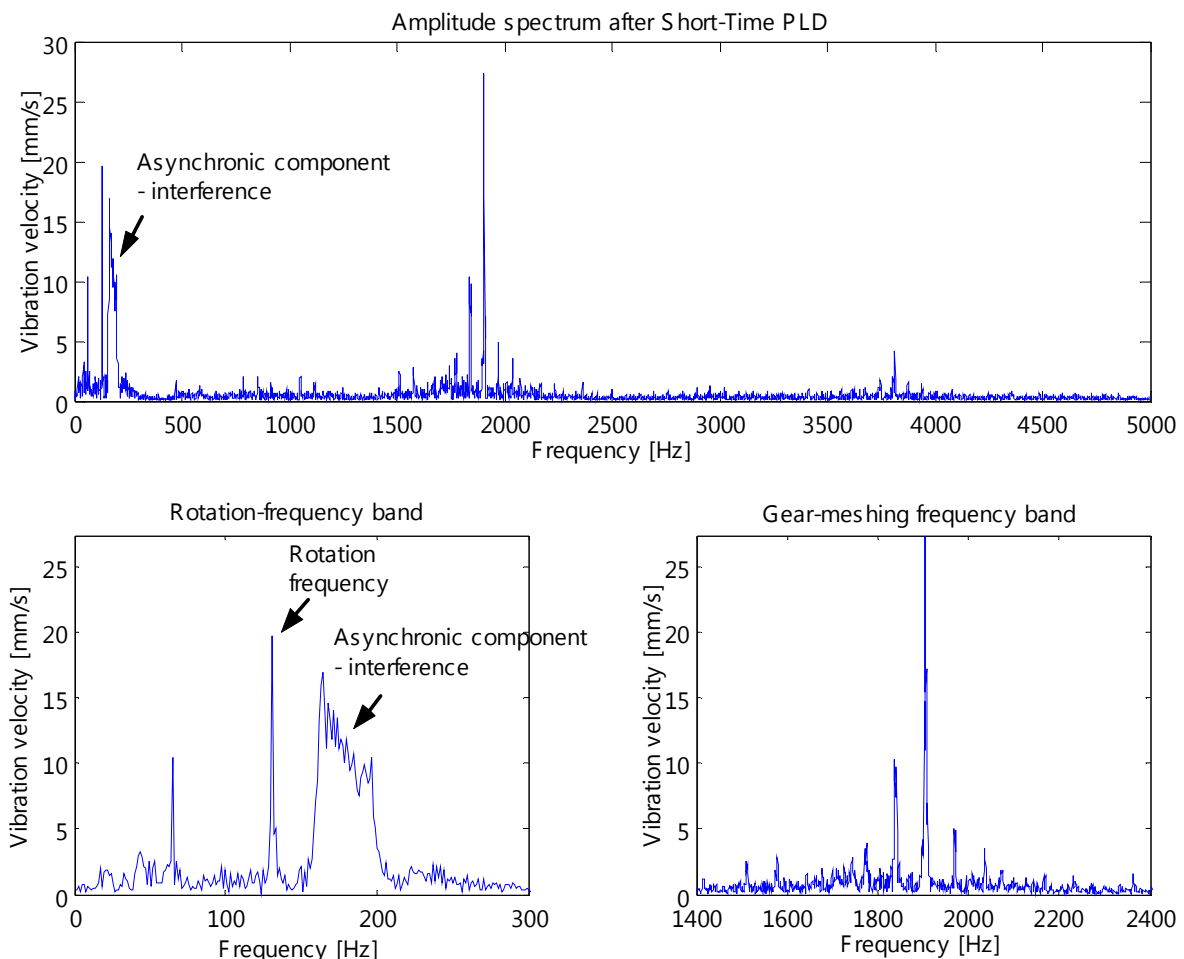 Amplitude spectrum after Short-Time PLD
Vibration velocity [mm/s]
30
25
20
15
10
5
0
Asynchronic component
- interference
0 500 1000 1500 2000 2500 3000 3500 4000 4500 5000
Frequency [Hz]
Rotation-frequency band
Vibration velocity [mm/s]
25
20
15
10
5
0
Rotation
frequency
Asynchronic component
- interference
0 100 200 300
Frequency [Hz]
Gear-meshing frequency band
Vibration velocity [mm/s]
25
20
15
10
5
0
1400 1600 1800 2000 2200 2400
Frequency [Hz]